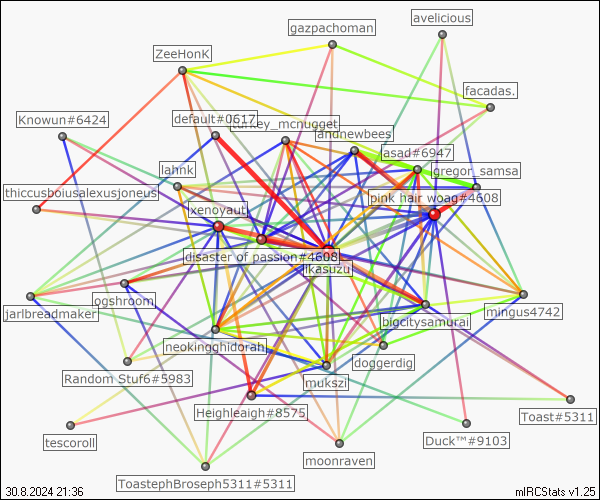 avelicious
gazpachoman
ZeeHonK
facadas.
Knowun#6424
default#0617
turkey_mcnugget
andnewbees
asad#6947
lahnk
gregor_samsa
thiccusboiusalexusjoneus
pink hair woag#4608
xenoyaut
disaster of passion#4608
lkasuzu
ogshroom
jarlbreadmaker
mingus4742
bigcitysamurai
neokingghidorah
doggerdig
Random Stuf6#5983
mukszi
Heighleaigh#8575
Toast#5311
tescoroll
Duck™#9103
moonraven
ToastephBroseph5311#5311
30.8.2024 21:36
mIRCStats v1.25